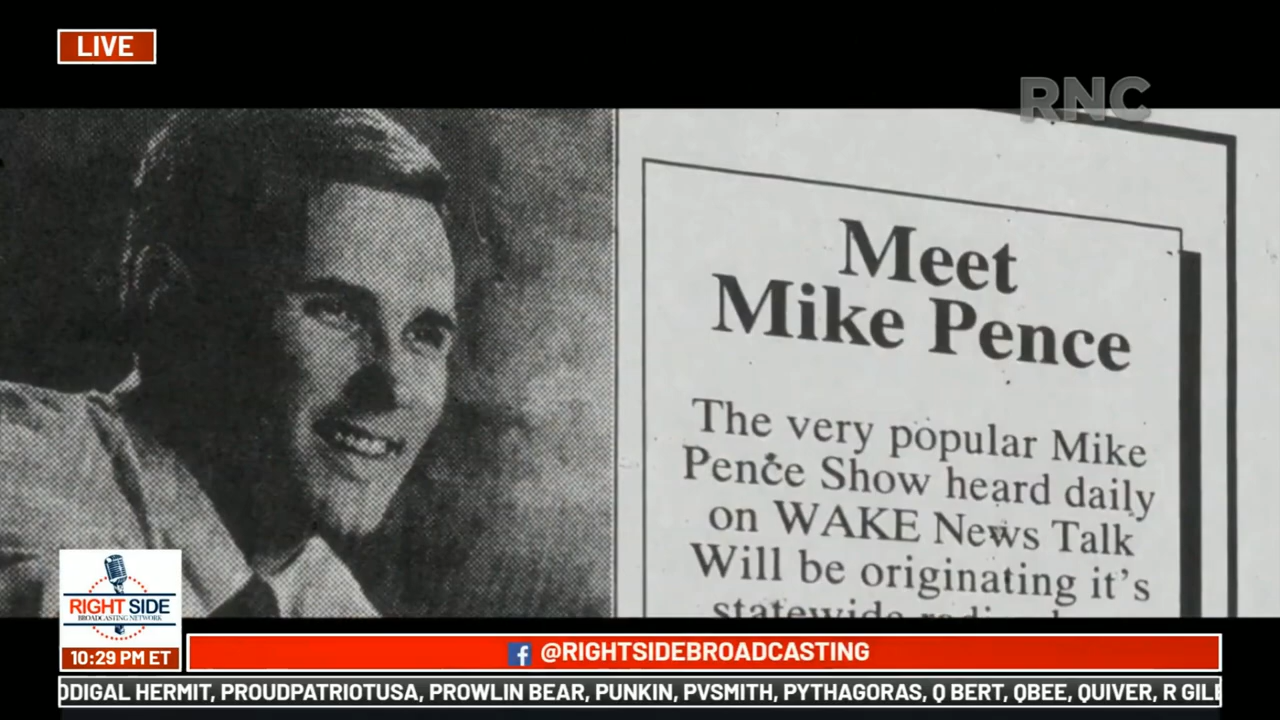 LIVE
RNC
Meet
Mike Pence
The very popular Mike
Pence Show heard daily
on WAKE News Talk
Will be originating it's
statewide
RIGHT SIDE
BROADCASTING NETWORK
10:29 PM ET
@RIGHTSIDEBROADCASTING
HERMIT, PROUDPATRIOTUSA, PROWLIN BEAR, PUNKIN, PVSMITH, PYTHAGORAS, Q BERT, QBEE, QUIVER, R